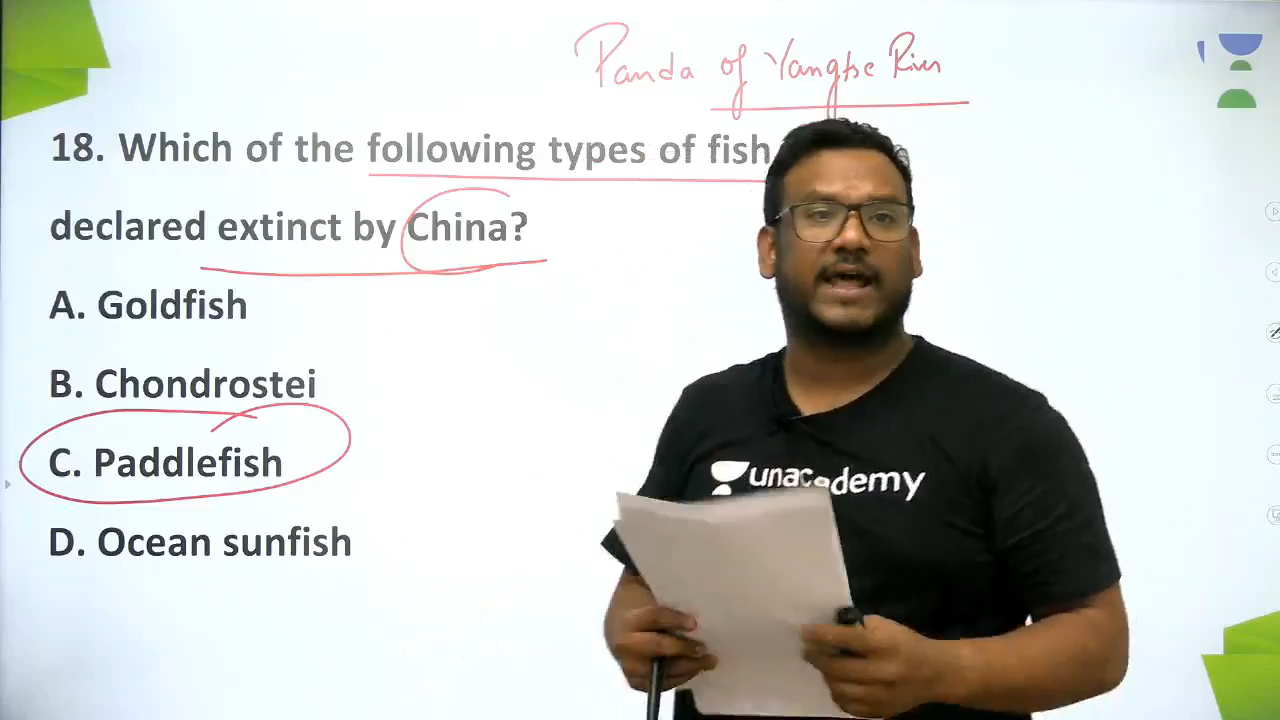 Panda of Yangtse River
18. Which of the following types of fish
declared extinct by China?
A. Goldfish
B. Chondrostei
C. Paddlefish
D. Ocean sunfish
unacademy